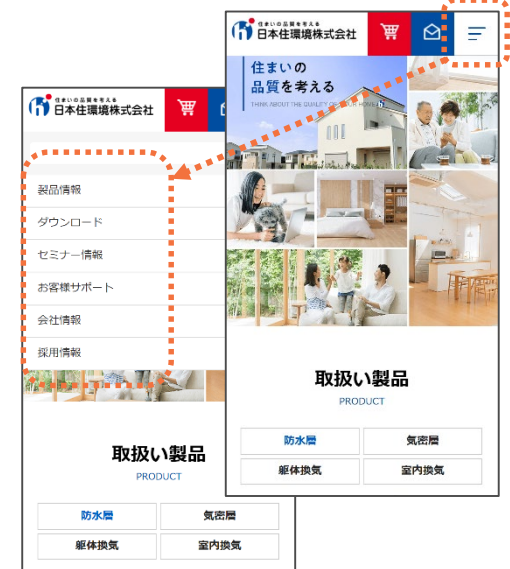 住まいの品質を考える
日本住環境株式会社
住まいの
品質を考える
THINK ABOUT THE QUALITY OF YOUR HOME
取扱い製品
PRODUCT
防水層
気密層
躯体換気
室内換気
住まいの品質を考える
日本住環境株式会社
製品情報
ダウンロード
セミナー情報
お客様サポート
会社情報
採用情報
取扱い製品
PRODUCT
防水層
気密層
躯体換気
室内換気